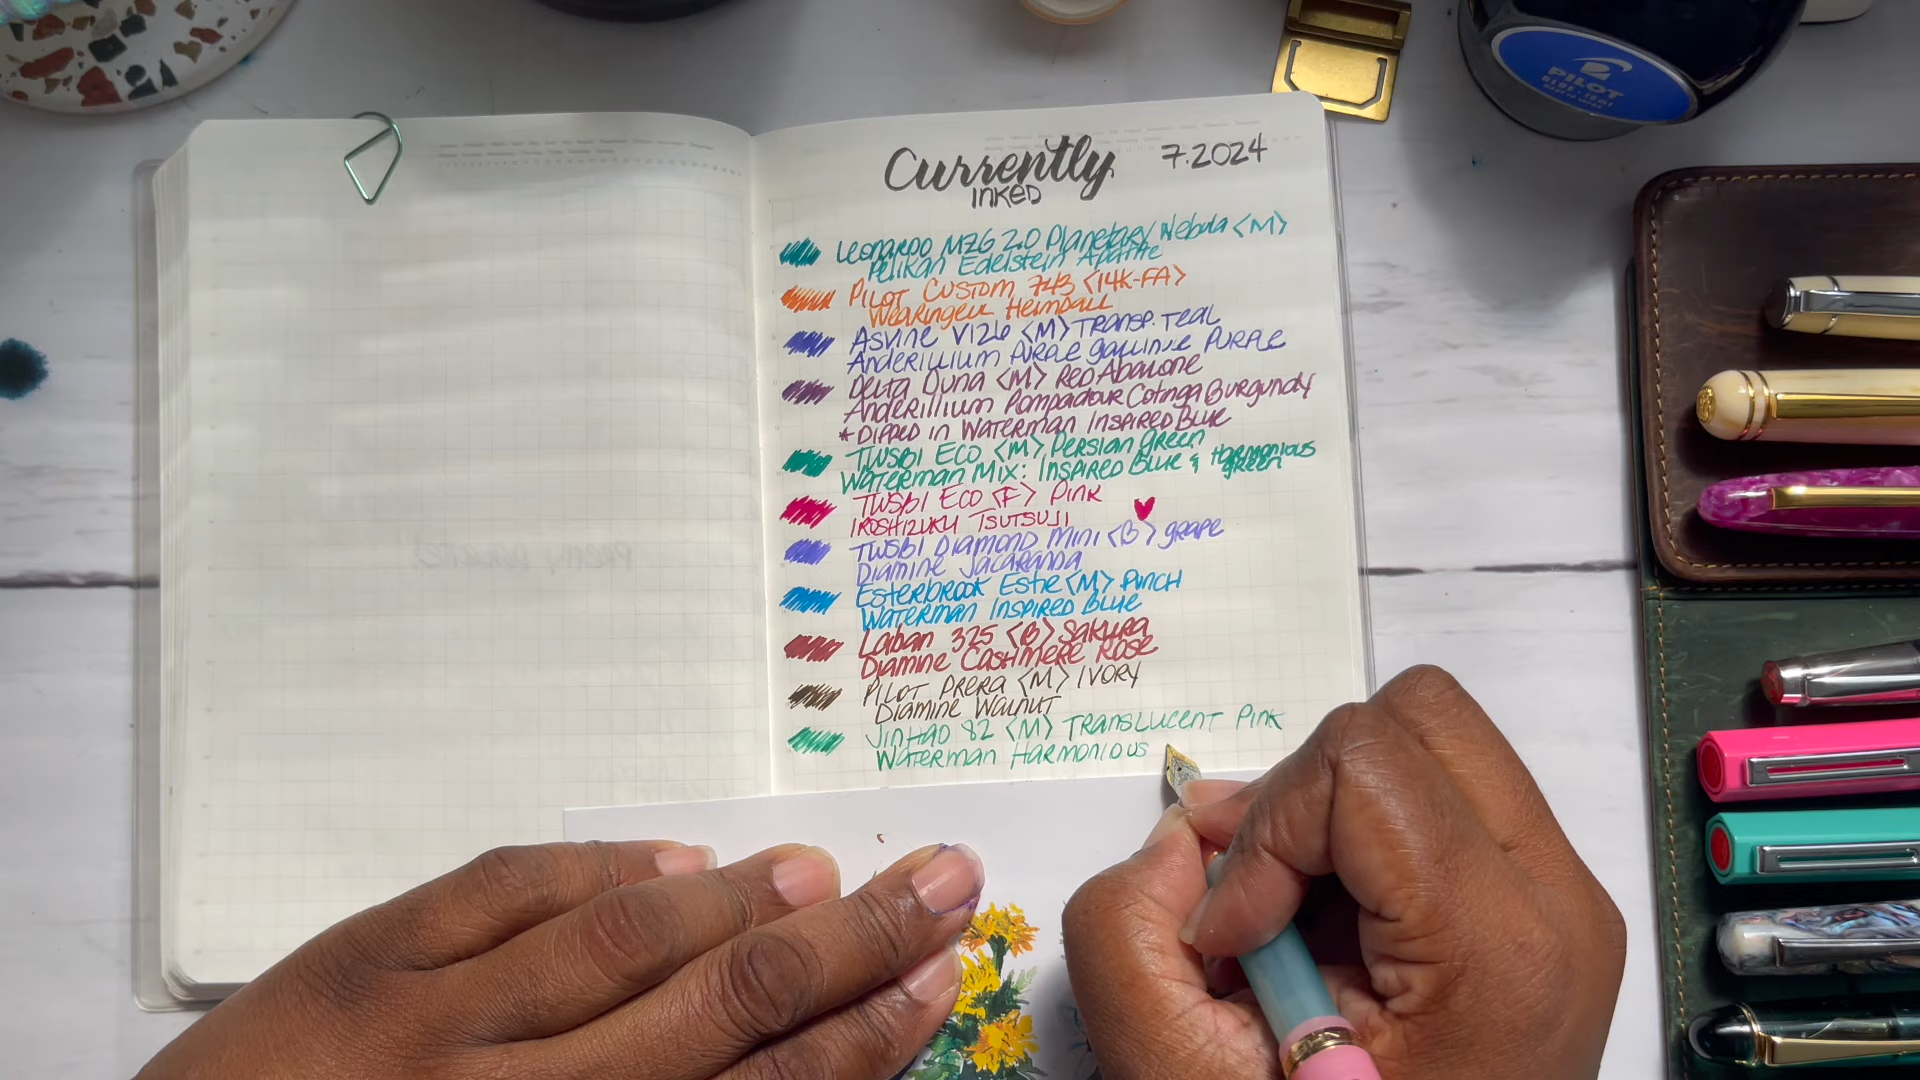 Currently 7.2024
Inked
Leonardo MZG 2.0 Planetary Nebula <M>
Pelikan Edelstein Apatite
Pilot Custom 743 <14K-FA>
Wearingeul Heimdall
Asvine V126 <M> Transp. Teal
Anderillium Purple Gallinule Purple
Delta Duna <M> Red Abalone
Anderillium Pompadour Cotinga Burgundy
*Dipped in Waterman Inspired Blue
TWSBI ECO <M> Persian Green
Waterman Mix: Inspired Blue & Harmonious
Green
TWSBI ECO <F> Pink
Iroshizuku Tsutsuji
TWSBI Diamond Mini <B> grape
Diamine Jacaranda
Esterbrook Estie <M> Punch
Waterman Inspired Blue
Laban 325 <B> Sakura
Diamine Cashmere Rose
Pilot Prera <M> Ivory
Diamine Walnut
Jinhao 82 <M> Translucent Pink
Waterman Harmonious
PILOT